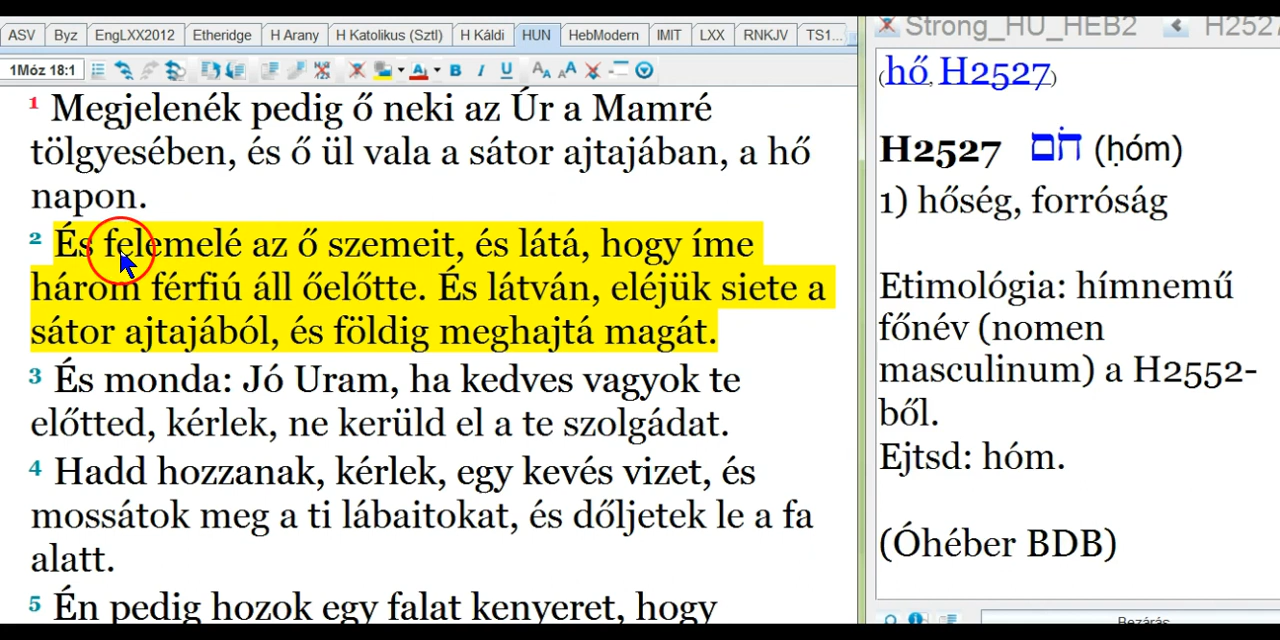 ASV Byz EngLXX2012 Etheridge H Arany H Katolikus (Sztl) H Káldi HUN HebModern IMIT LXX RNKJV TS1...
1Móz 18:1
1 Megjelenék pedig ő neki az Úr a Mamré
tölgyesében, és ő ül vala a sátor ajtajában, a hő
napon.
2 És felemelé az ő szemeit, és látá, hogy íme
három férfiú áll őelőtte. És látván, eléjük siete a
sátor ajtajából, és földig meghajtá magát.
3 És monda: Jó Uram, ha kedves vagyok te
előtted, kérlek, ne kerüld el a te szolgádat.
4 Hadd hozzanak, kérlek, egy kevés vizet, és
mossátok meg a ti lábaitokat, és dőljetek le a fa
alatt.
5 Én pedig hozok egy falat kenyeret, hogy
Strong_HU_HEB2 H2527
(hő, H2527)
H2527 חֹם (ḥóm)
1) hőség, forróság
Etimológia: hímnemű
főnév (nomen
masculinum) a H2552-
ből.
Ejtsd: hóm.
(Óhéber BDB)
Bezárás